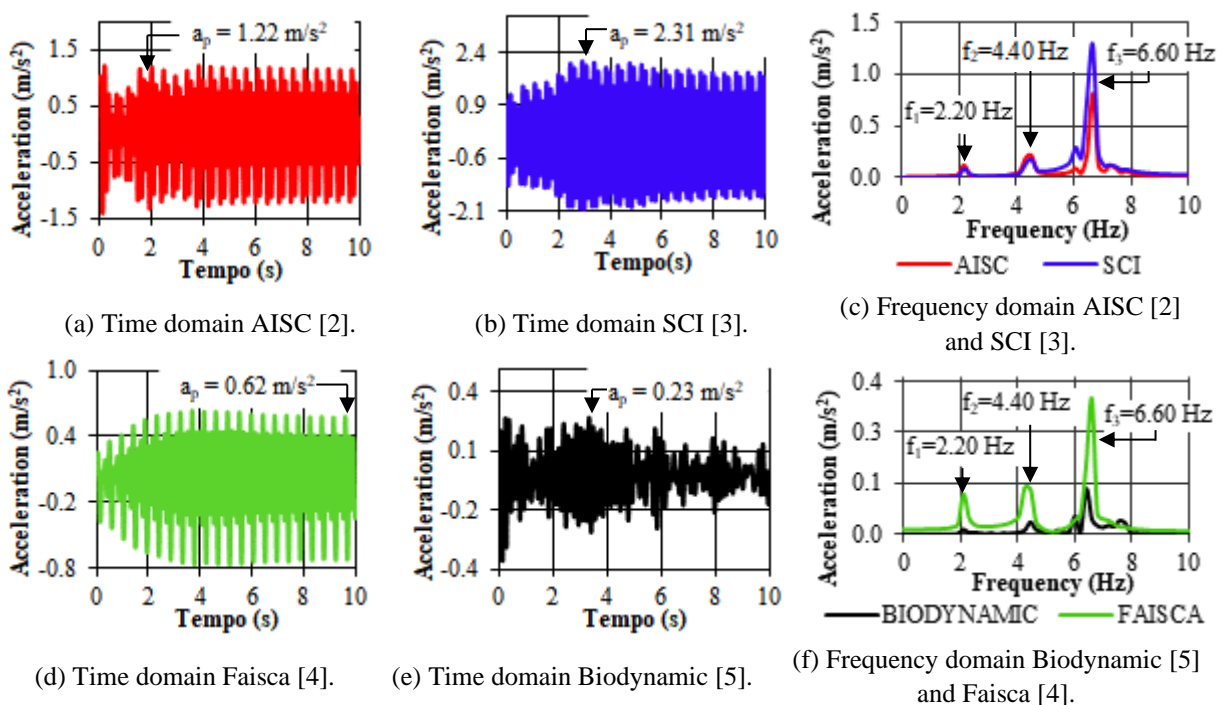 Acceleration (m/s²)
1.5
0.5
-0.5
-1.5
a_p = 1.22 m/s²
0 2 4 6 8 10
Tempo (s)
(a) Time domain AISC [2].
Acceleration (m/s²)
2.4
0.9
-0.6
-2.1
a_p = 2.31 m/s²
0 2 4 6 8 10
Tempo(s)
(b) Time domain SCI [3].
Acceleration (m/s²)
1.5
1.0
0.5
0.0
f₁=2.20 Hz
f₂=4.40 Hz
f₃=6.60 Hz
0 2 4 6 8 10
Frequency (Hz)
AISC SCI
(c) Frequency domain AISC [2]
and SCI [3].
Acceleration (m/s²)
1.0
0.4
-0.2
-0.8
a_p = 0.62 m/s²
0 2 4 6 8 10
Tempo (s)
(d) Time domain Faisca [4].
Acceleration (m/s²)
0.4
0.1
-0.2
-0.4
a_p = 0.23 m/s²
0 2 4 6 8 10
Tempo (s)
(e) Time domain Biodynamic [5].
Acceleration (m/s²)
0.4
0.3
0.1
0.0
f₁=2.20 Hz
f₂=4.40 Hz
f₃=6.60 Hz
0 2 4 6 8 10
Frequency (Hz)
BIODYNAMIC FAISCA
(f) Frequency domain Biodynamic [5]
and Faisca [4].